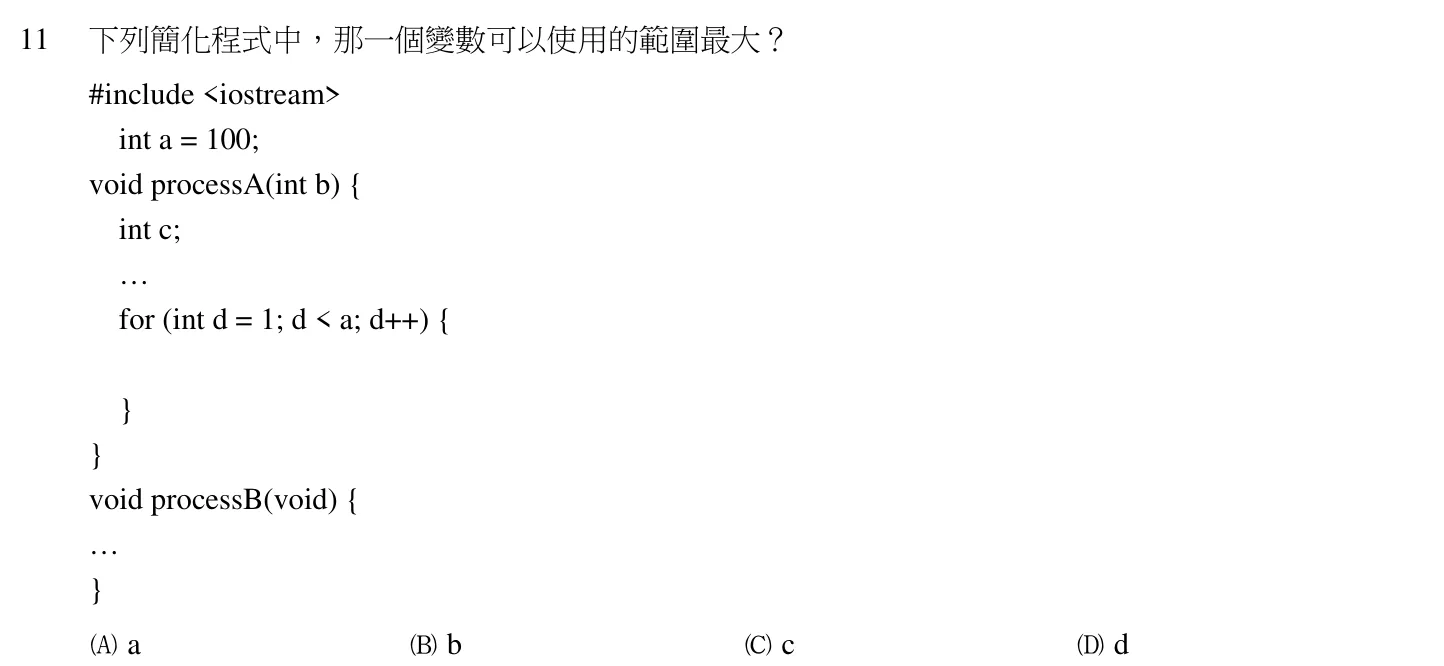 11 下列簡化程式中，那一個變數可以使用的範圍最大？
#include <iostream>
int a = 100;
void processA(int b) {
int c;
…
for (int d = 1; d < a; d++) {
}
}
void processB(void) {
…
}
(A) a (B) b (C) c (D) d